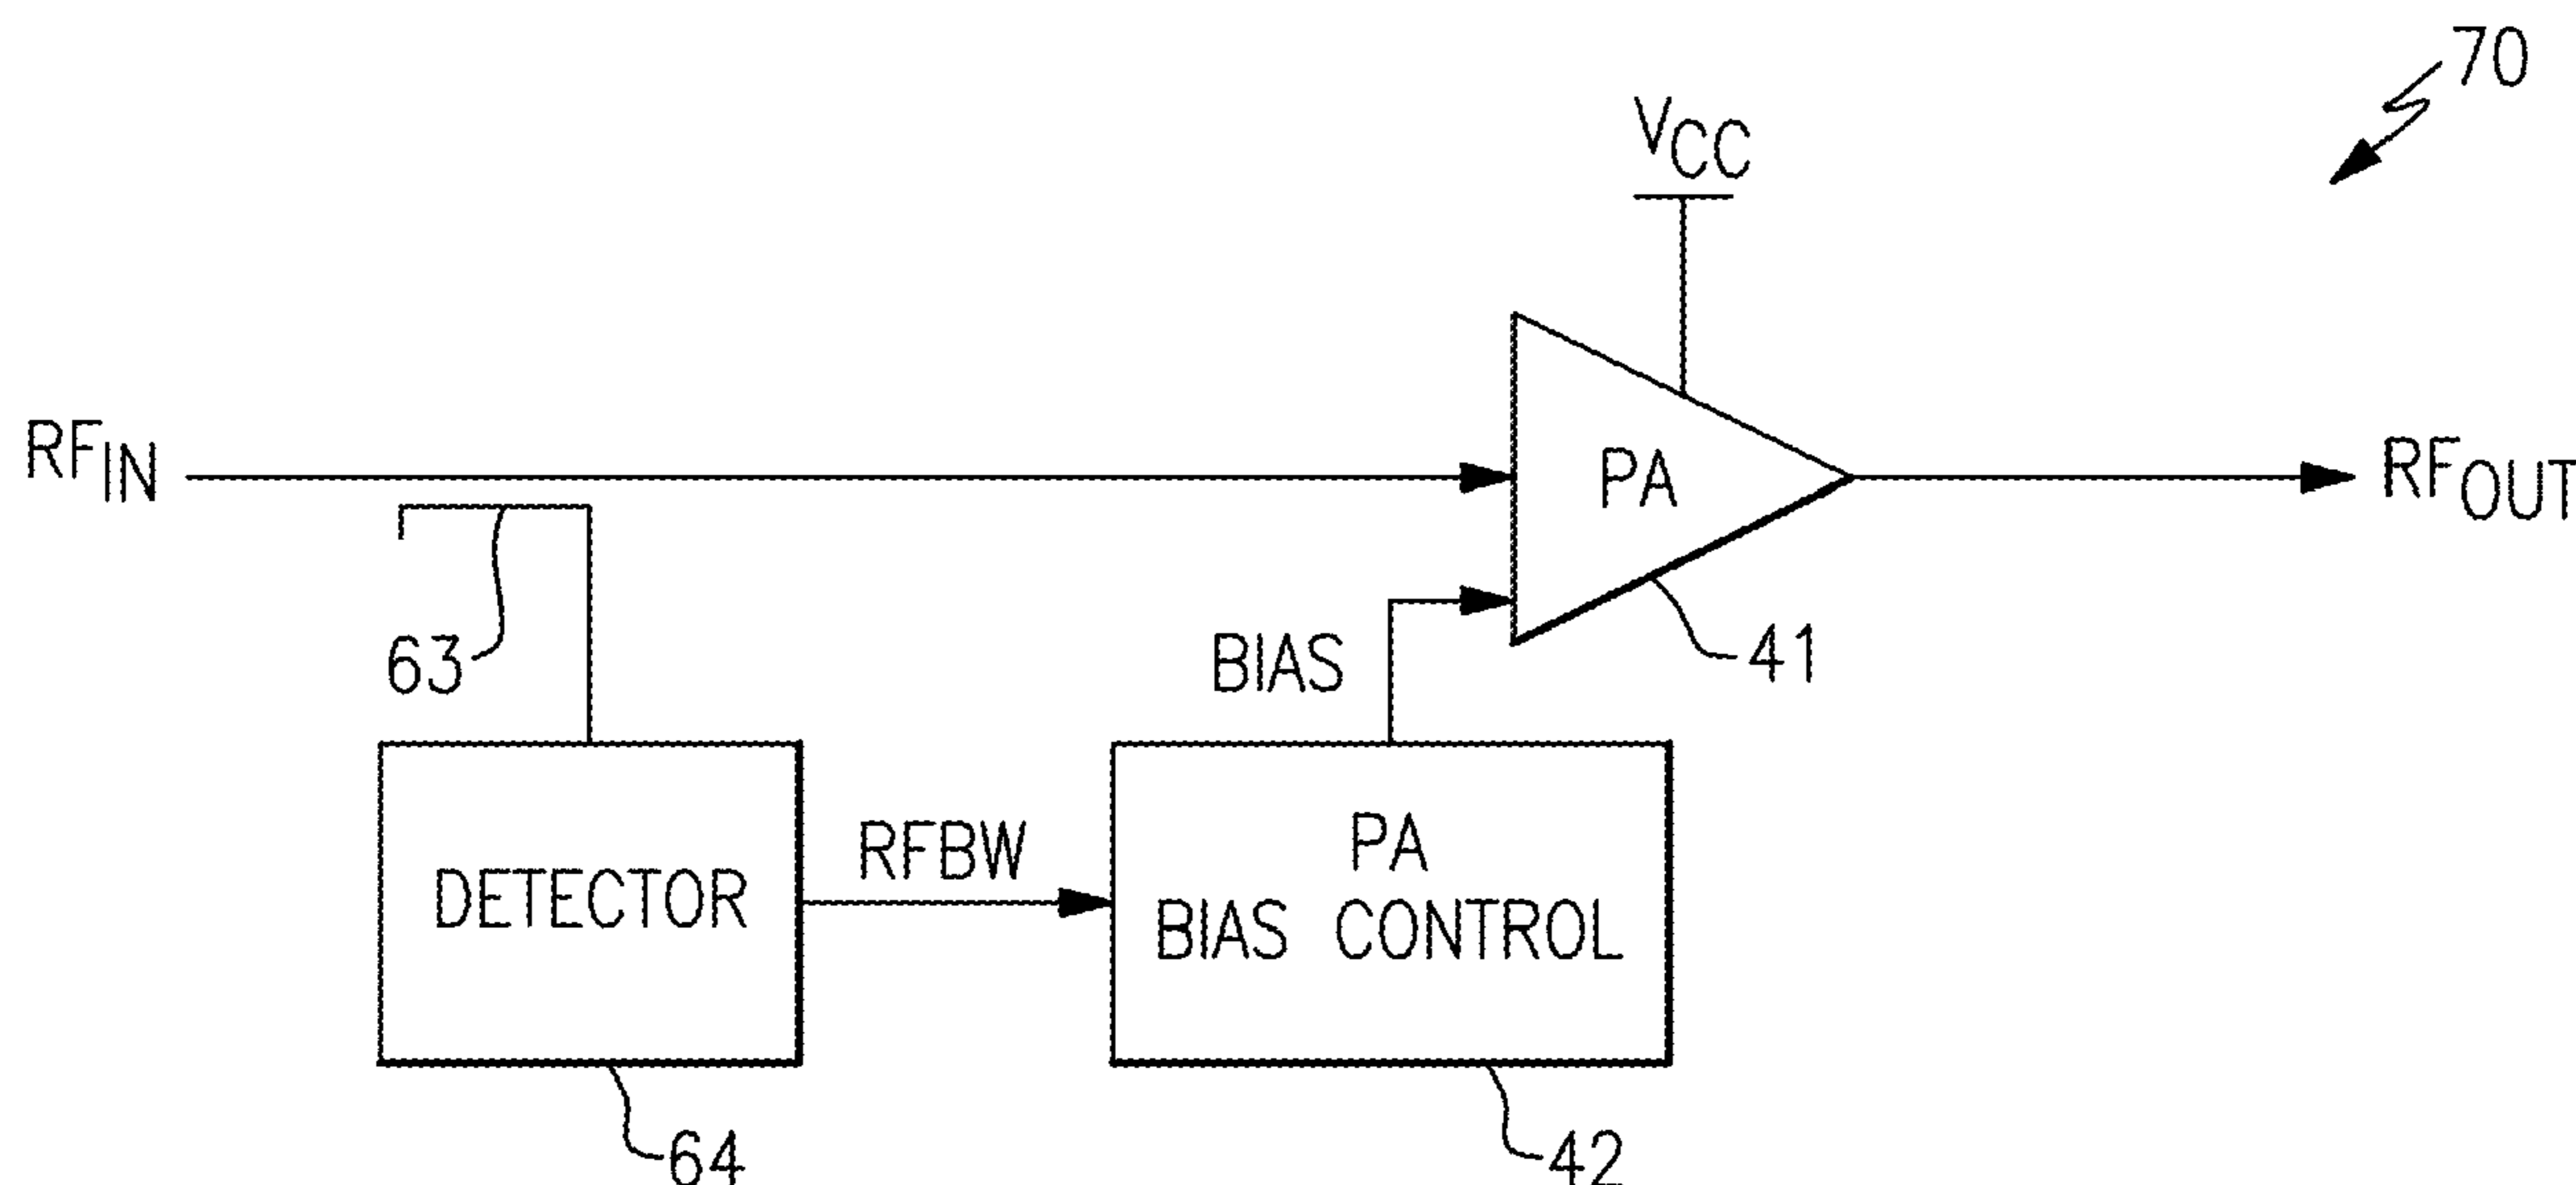 70
VCC
RFIN
PA
RFOUT
63
BIAS
41
DETECTOR
RFBW
PA
BIAS CONTROL
64
42